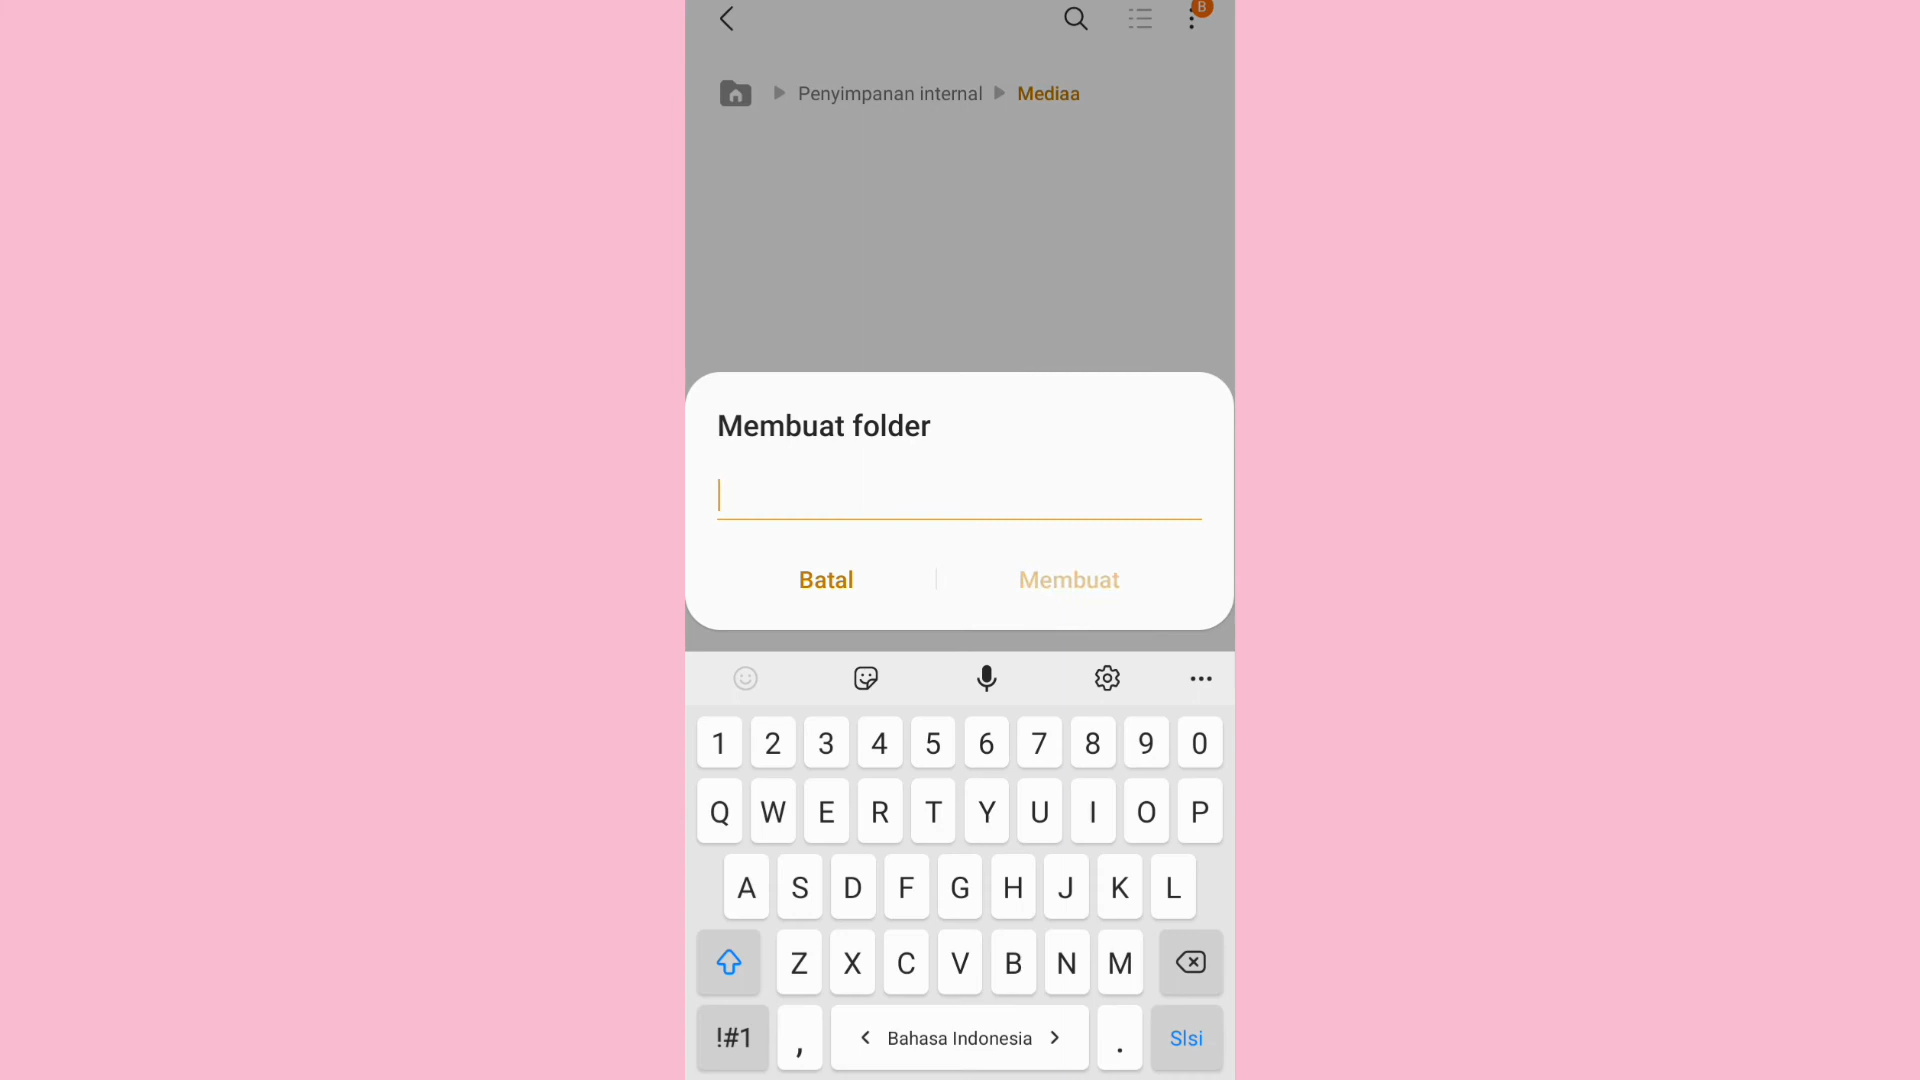 B
Penyimpanan internal Mediaa
Membuat folder
Batal Membuat
1 2 3 4 5 6 7 8 9 0
Q W E R T Y U I O P
A S D F G H J K L
Z X C V B N M
!#1 , < Bahasa Indonesia > . Slsi